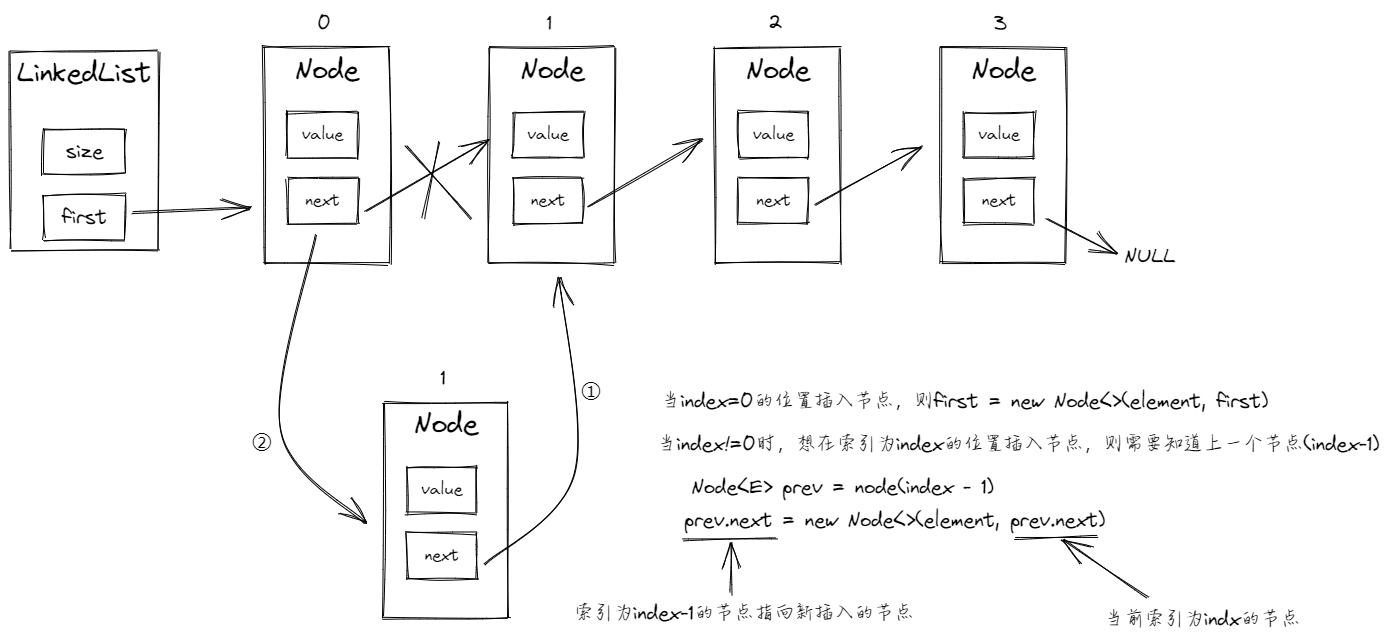 0
1
2
3
LinkedList
size
first
Node
value
next
Node
value
next
Node
value
next
Node
value
next
NULL
1
Node
value
next
①
②
当index=0的位置插入节点，则first = new Node<>(element, first)
当index!=0时，想在索引为index的位置插入节点，则需要知道上一个节点(index-1)
Node<E> prev = node(index - 1)
prev.next = new Node<>(element, prev.next)
索引为index-1的节点指向新插入的节点
当前索引为indx的节点